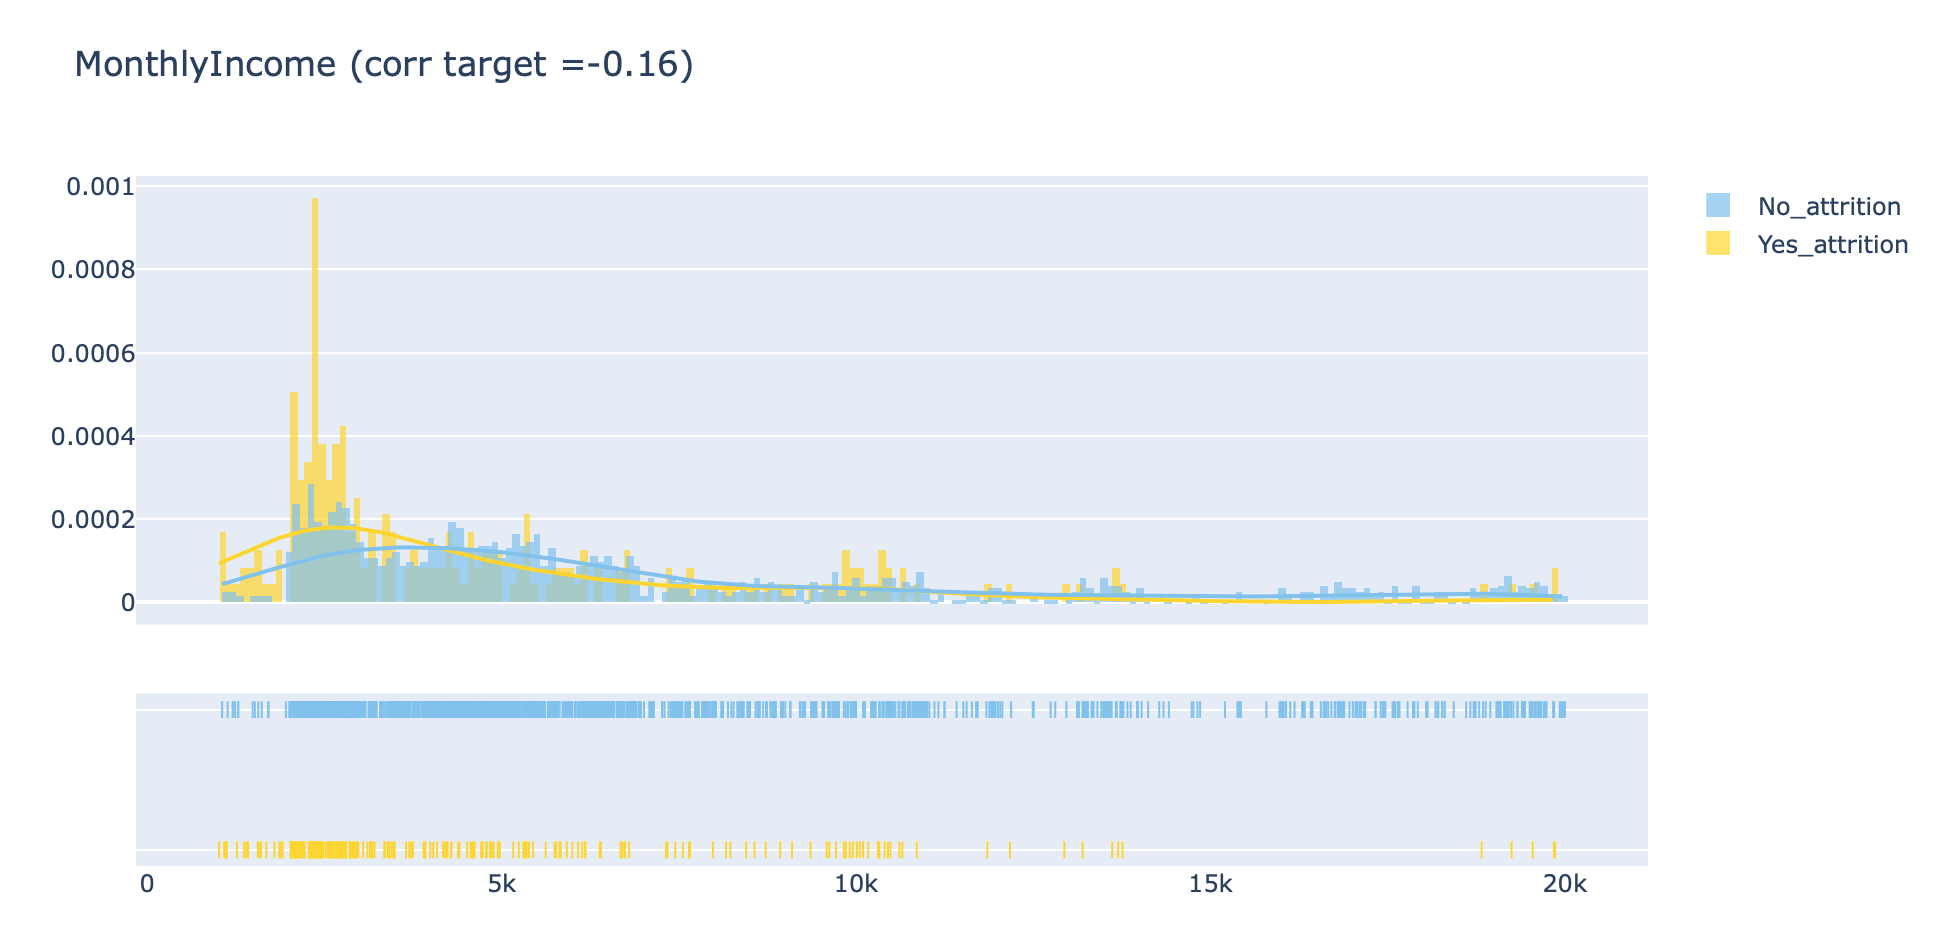 MonthlyIncome (corr target =-0.16)
0.001
0.0008
0.0006
0.0004
0.0002
0
No_attrition
Yes_attrition
0 5k 10k 15k 20k